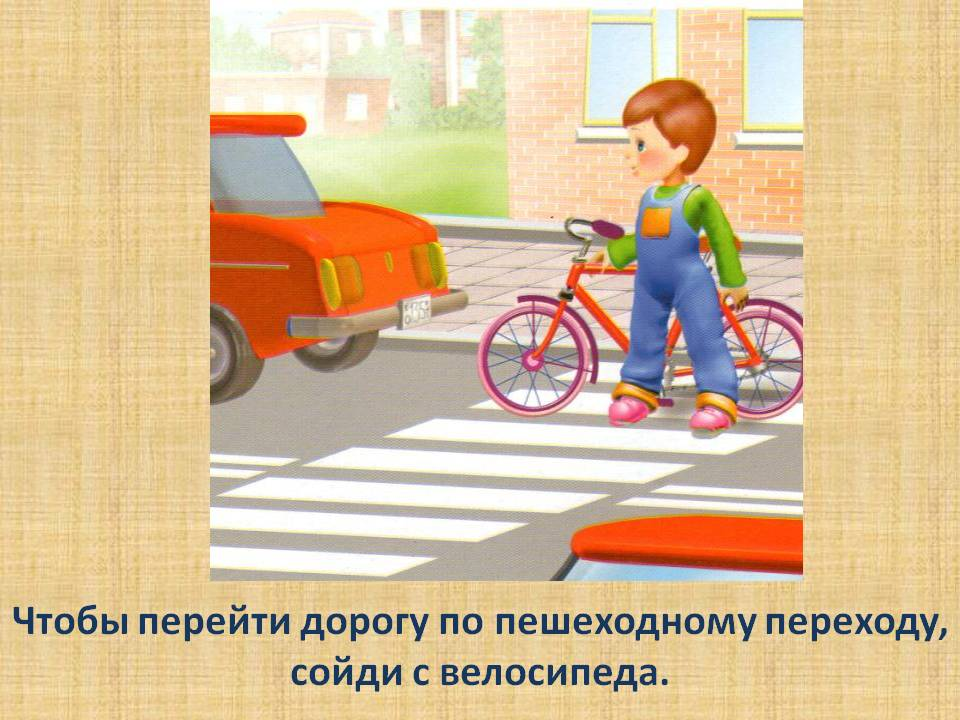 Чтобы перейти дорогу по пешеходному переходу,
сойди с велосипеда.